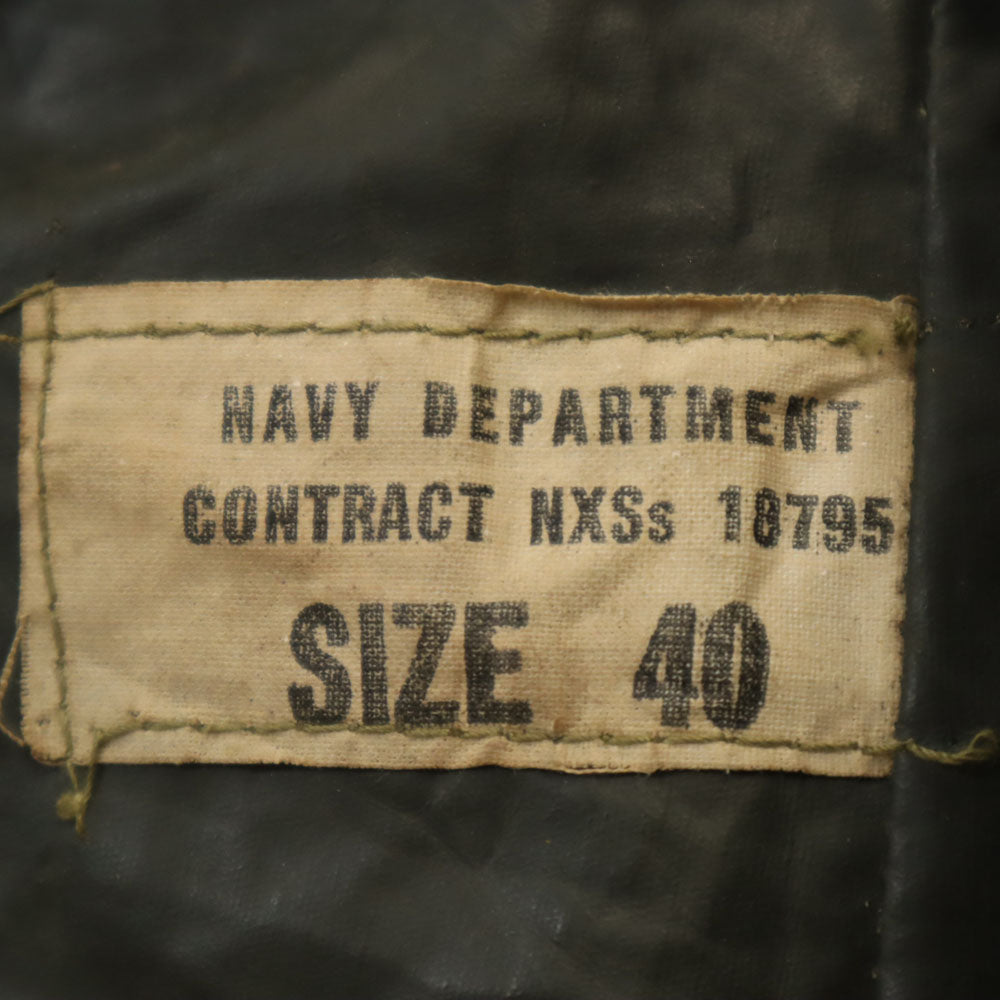 NAVY DEPARTMENT
CONTRACT NXSs 18795
SIZE 40